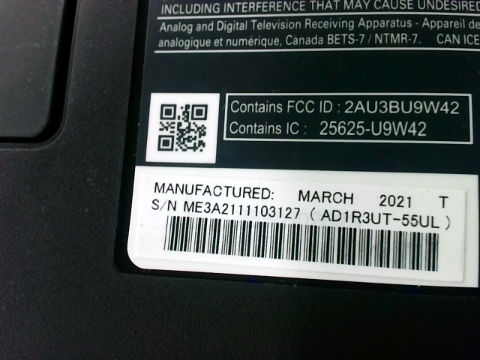 INCLUDING INTERFERENCE THAT MAY CAUSE UNDESIRED
Analog and Digital Television Receiving Apparatus - Appareil de
analogique et numérique, Canada BETS-7 / NTMR-7. CAN ICE
Contains FCC ID : 2AU3BU9W42
Contains IC : 25625-U9W42
MANUFACTURED: MARCH 2021 T
S/N ME3A2111103127 ( AD1R3UT-55UL )